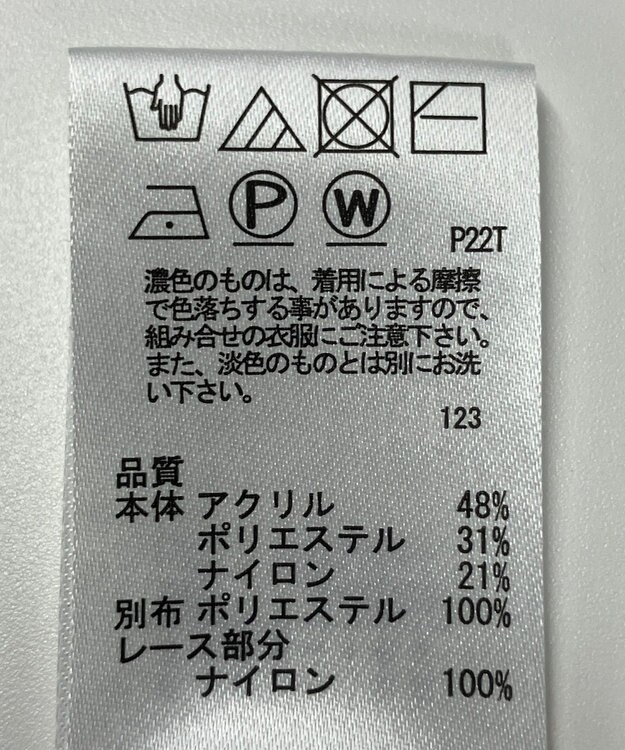 P W
P22T
濃色のものは、着用による摩擦
で色落ちする事がありますので、
組み合せの衣服にご注意下さい。
また、淡色のものとは別にお洗
い下さい。
123
品質
本体 アクリル 48%
ポリエステル 31%
ナイロン 21%
別布 ポリエステル 100%
レース部分
ナイロン 100%